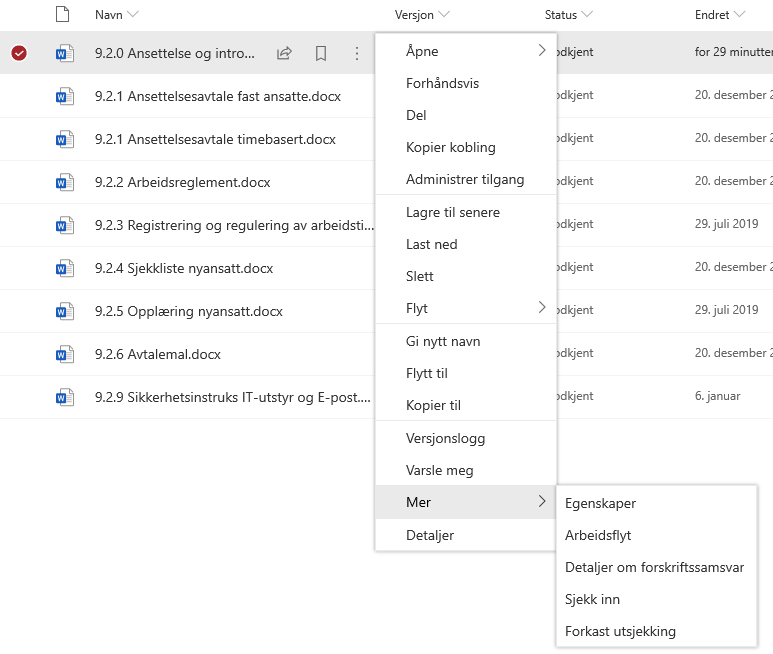 Navn Versjon Status Endret
9.2.0 Ansettelse og intro... Åpne odkjent for 29 minutter
Forhåndsvis
9.2.1 Ansettelsesavtale fast ansatte.docx odkjent 20. desember 2
Del
9.2.1 Ansettelsesavtale timebasert.docx Kopier kobling odkjent 20. desember 2
9.2.2 Arbeidsreglement.docx Administrer tilgang odkjent 20. desember 2
Lagre til senere
9.2.3 Registrering og regulering av arbeidsti... odkjent 29. juli 2019
Last ned
9.2.4 Sjekkliste nyansatt.docx Slett odkjent 20. desember 2
9.2.5 Opplæring nyansatt.docx Flyt odkjent 29. juli 2019
Gi nytt navn
9.2.6 Avtalemal.docx odkjent 20. desember 2
Flytt til
9.2.9 Sikkerhetsinstruks IT-utstyr og E-post.... Kopier til odkjent 6. januar
Versjonslogg
Varsle meg
Mer Egenskaper
Detaljer Arbeidsflyt
Detaljer om forskriftssamsvar
Sjekk inn
Forkast utsjekking